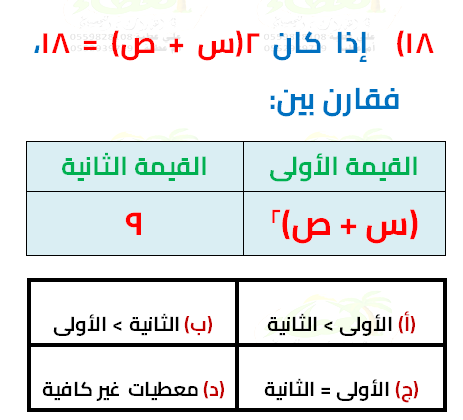 ١٨) إذا كان ٢(س + ص) = ١٨،
فقارن بين:
القيمة الأولى القيمة الثانية
(س + ص)٢ ٩
(أ) الأولى > الثانية (ب) الثانية > الأولى
(ج) الأولى = الثانية (د) معطيات غير كافية